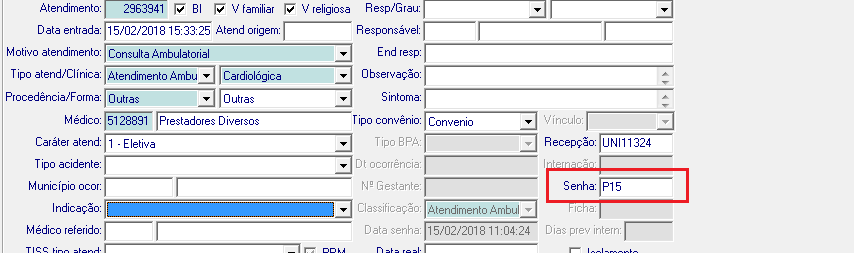 Atendimento: 2963941 BI V familiar V religiosa Resp/Grau:
Data entrada: 15/02/2018 15:33:25 Atend origem: Responsável:
Motivo atendimento: Consulta Ambulatorial End resp:
Tipo atend/Clínica: Atendimento Ambu Cardiológica Observação:
Procedência/Forma: Outras Outras Sintoma:
Médico: 5128891 Prestadores Diversos Tipo convênio: Convenio Vínculo:
Caráter atend: 1 - Eletiva Tipo BPA: Recepção: UNI11324
Tipo acidente: Dt ocorrência: Internação:
Município ocor: Nº Gestante: Senha: P15
Indicação: Classificação: Atendimento Ambul Ficha:
Médico referido: Data senha: 15/02/2018 11:04:24 Dias prev intern:
TISS tipo atend: RRM Data real: Isolamento